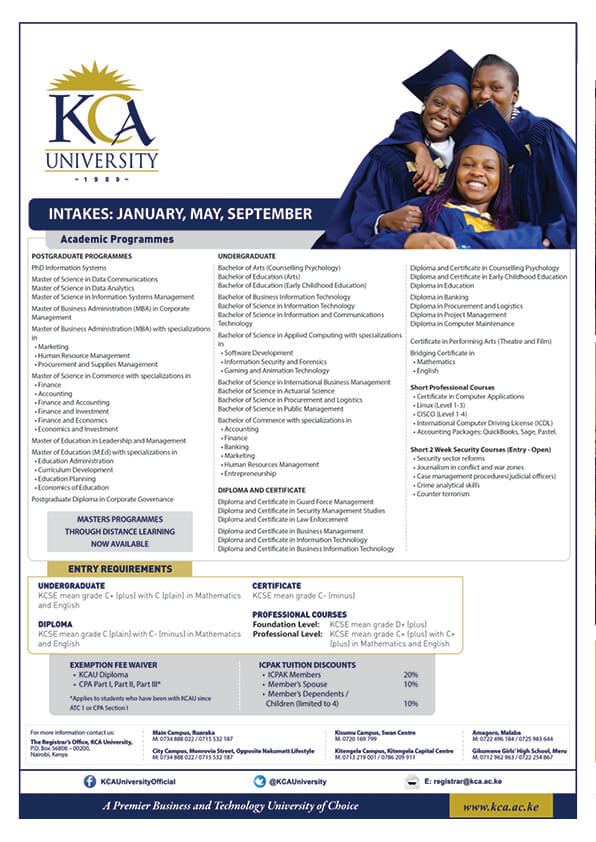 KCA
UNIVERSITY
~ 1989 ~
INTAKES: JANUARY, MAY, SEPTEMBER
Academic Programmes
POSTGRADUATE PROGRAMMES
PhD Information Systems
Master of Science in Data Communications
Master of Science in Data Analytics
Master of Science in Information Systems Management
Master of Business Administration (MBA) in Corporate
Management
Master of Business Administration (MBA) with specializations
in
• Marketing
• Human Resource Management
• Procurement and Supplies Management
Master of Science in Commerce with specializations in
• Finance
• Accounting
• Finance and Accounting
• Finance and Investment
• Finance and Economics
• Economics and Investment
Master of Education in Leadership and Management
Master of Education (M.Ed) with specializations in
• Education Administration
• Curriculum Development
• Education Planning
• Economics of Education
Postgraduate Diploma in Corporate Governance
MASTERS PROGRAMMES
THROUGH DISTANCE LEARNING
NOW AVAILABLE
UNDERGRADUATE
Bachelor of Arts (Counselling Psychology)
Bachelor of Education (Arts)
Bachelor of Education (Early Childhood Education)
Bachelor of Business Information Technology
Bachelor of Science in Information Technology
Bachelor of Science in Information and Communications
Technology
Bachelor of Science in Applied Computing with specializations
in
• Software Development
• Information Security and Forensics
• Gaming and Animation Technology
Bachelor of Science in International Business Management
Bachelor of Science in Actuarial Science
Bachelor of Science in Procurement and Logistics
Bachelor of Science in Public Management
Bachelor of Commerce with specializations in
• Accounting
• Finance
• Banking
• Marketing
• Human Resources Management
• Entrepreneurship
DIPLOMA AND CERTIFICATE
Diploma and Certificate in Guard Force Management
Diploma and Certificate in Security Management Studies
Diploma and Certificate in Law Enforcement
Diploma and Certificate in Business Management
Diploma and Certificate in Information Technology
Diploma and Certificate in Business Information Technology
Diploma and Certificate in Counselling Psychology
Diploma and Certificate in Early Childhood Education
Diploma in Education
Diploma in Banking
Diploma in Procurement and Logistics
Diploma in Project Management
Diploma in Computer Maintenance
Certificate in Performing Arts (Theatre and Film)
Bridging Certificate in
• Mathematics
• English
Short Professional Courses
• Certificate in Computer Applications
• Linux (Level 1-3)
• CISCO (Level 1-4)
• International Computer Driving License (ICDL)
• Accounting Packages: QuickBooks, Sage, Pastel.
Short 2 Week Security Courses (Entry - Open)
• Security sector reforms
• Journalism in conflict and war zones
• Case management procedures(judicial officers)
• Crime analytical skills
• Counter terrorism
ENTRY REQUIREMENTS
UNDERGRADUATE
KCSE mean grade C+ (plus) with C (plain) in Mathematics
and English
DIPLOMA
KCSE mean grade C (plain) with C- (minus) in Mathematics
and English
CERTIFICATE
KCSE mean grade C- (minus)
PROFESSIONAL COURSES
Foundation Level: KCSE mean grade D+ (plus)
Professional Level: KCSE mean grade C+ (plus) with C+
(plus) in Mathematics and English
EXEMPTION FEE WAIVER
• KCAU Diploma
• CPA Part I, Part II, Part III*
*Applies to students who have been with KCAU since
ATC 1 or CPA Section I
ICPAK TUITION DISCOUNTS
• ICPAK Members 20%
• Member's Spouse 10%
• Member's Dependents /
Children (limited to 4) 10%
For more information contact us:
The Registrar's Office, KCA University,
P.O. Box 56808 – 00200,
Nairobi, Kenya
Main Campus, Ruaraka
M: 0734 888 022 / 0715 532 187
City Campus, Monrovia Street, Opposite Nakumatt Lifestyle
M: 0734 888 022 / 0715 532 187
Kisumu Campus, Swan Centre
M: 0720 169 799
Kitengela Campus, Kitengela Capital Centre
M: 0713 219 001 / 0786 209 911
Amagoro, Malaba
M: 0722 496 184 / 0725 983 644
Gikumene Girls' High School, Meru
M: 0712 962 963 / 0722 254 867
KCAUniversityOfficial
@KCAUniversity
E: registrar@kca.ac.ke
A Premier Business and Technology University of Choice
www.kca.ac.ke